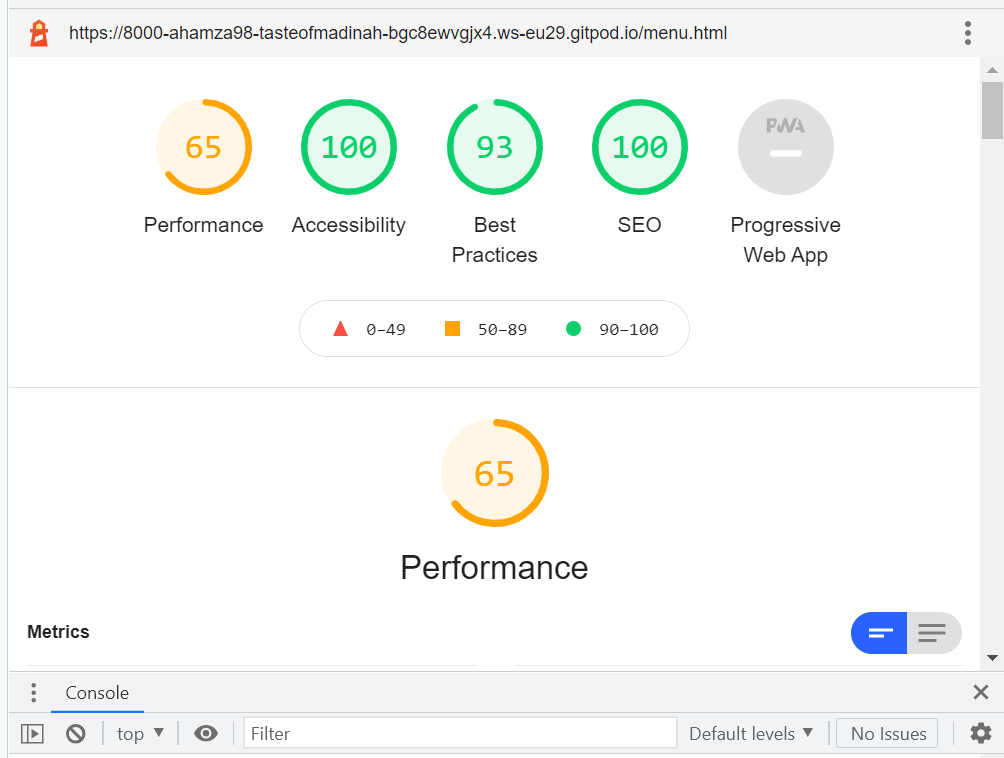 https://8000-ahamza98-tasteofmadinah-bgc8ewvgjx4.ws-eu29.gitpod.io/menu.html
65 100 93 100 PWA
Performance Accessibility Best Practices SEO Progressive Web App
0–49 50–89 90–100
65
Performance
Metrics
Console
top Filter Default levels No Issues